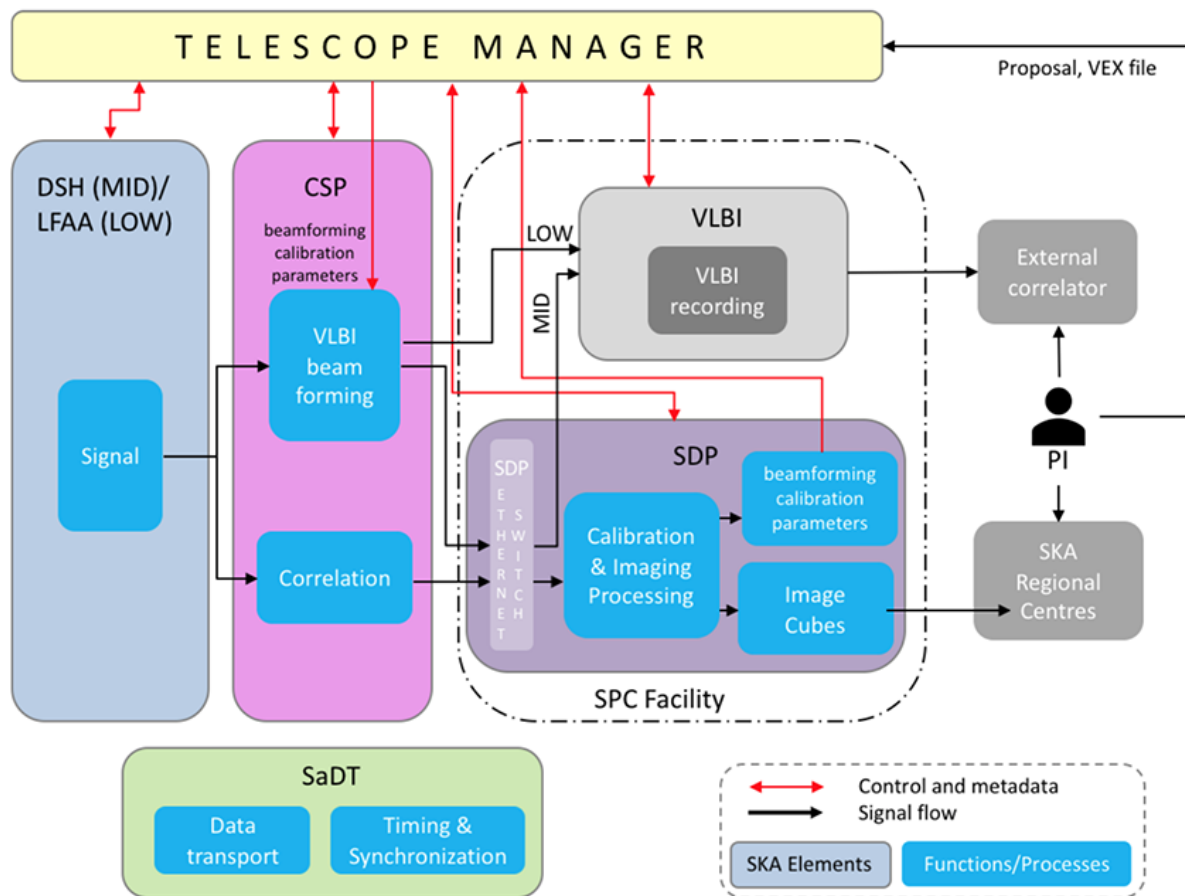 TELESCOPE MANAGER
Proposal, VEX file
DSH (MID)/
LFAA (LOW)
Signal
CSP
beamforming
calibration
parameters
VLBI
beam
forming
Correlation
LOW
MID
VLBI
VLBI
recording
SDP
SDP
ETHERNET
SWITCH
Calibration
& Imaging
Processing
beamforming
calibration
parameters
Image
Cubes
SPC Facility
External
correlator
PI
SKA
Regional
Centres
SaDT
Data
transport
Timing &
Synchronization
Control and metadata
Signal flow
SKA Elements
Functions/Processes